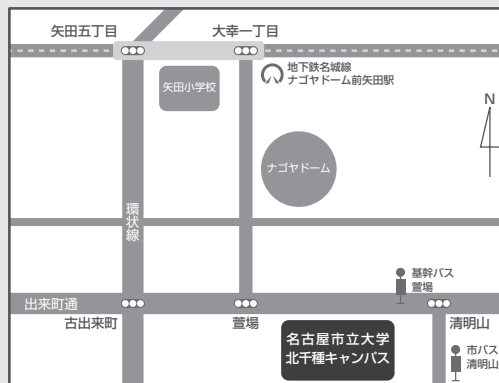 矢田五丁目
大幸一丁目
地下鉄名城線
ナゴヤドーム前矢田駅
矢田小学校
N
ナゴヤドーム
環状線
基幹バス
萱場
出来町通
古出来町
萱場
名古屋市立大学
北千種キャンパス
清明山
市バス
清明山